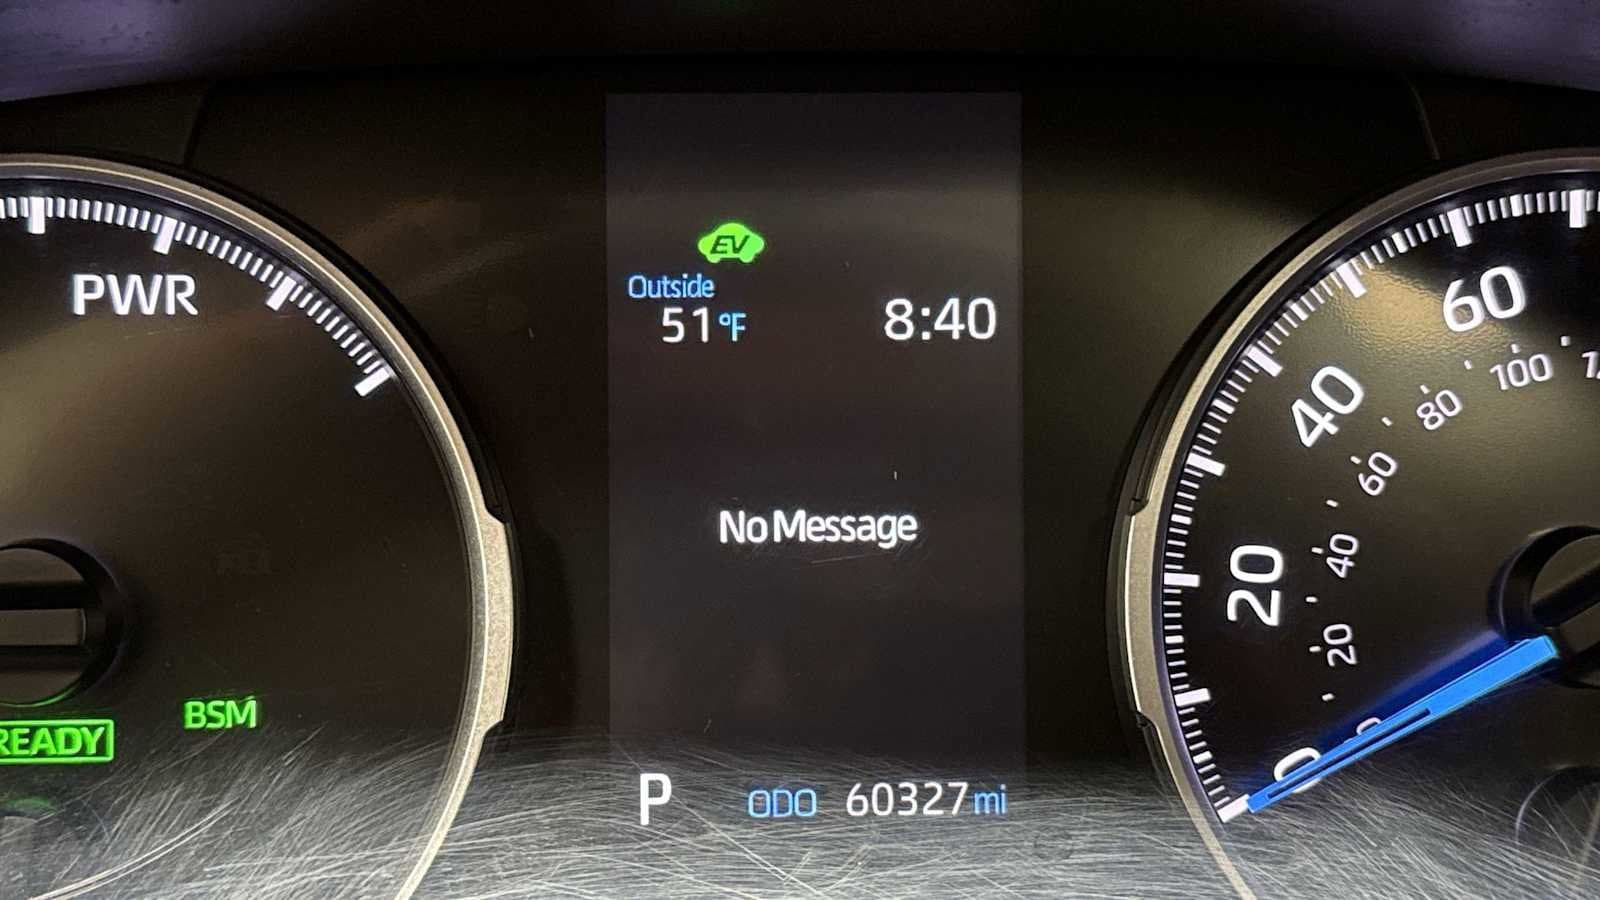 PWR
EV
Outside
51°F
8:40
No Message
READY
BSM
P
ODO 60327 mi
60
40
20
0
100
80
60
40
20